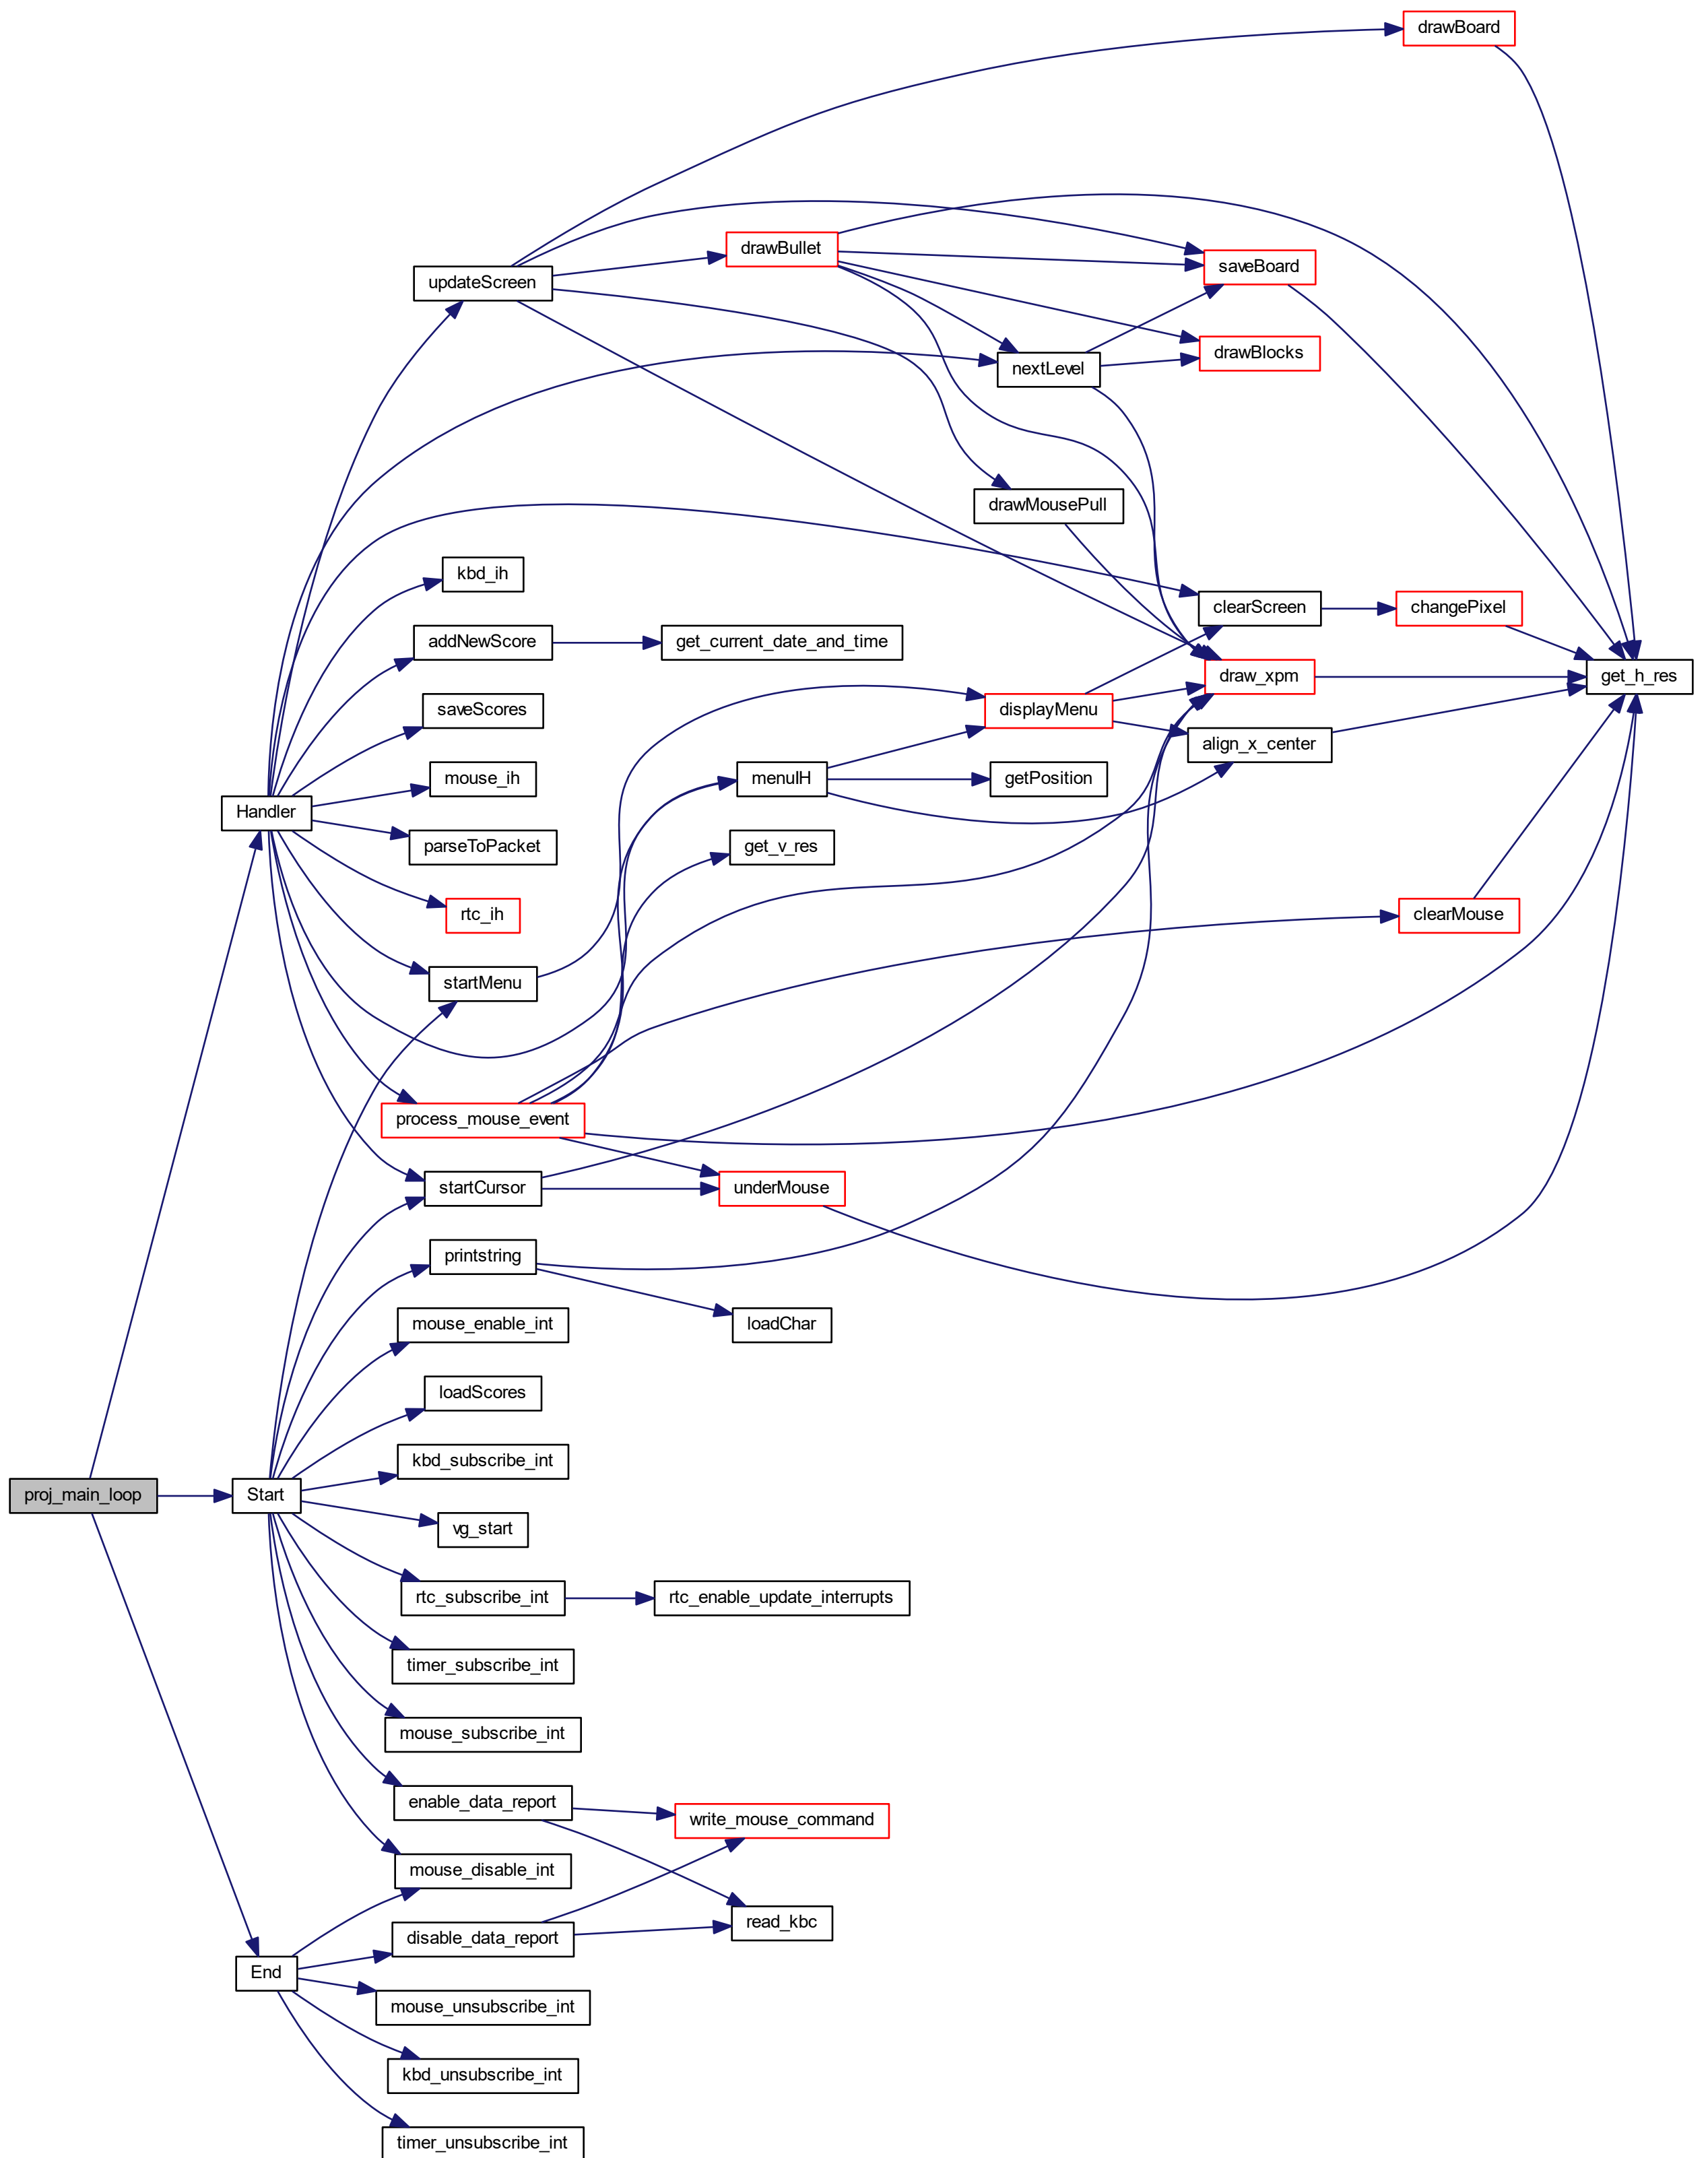 drawBoard
drawBullet
saveBoard
updateScreen
drawBlocks
nextLevel
drawMousePull
kbd_ih
clearScreen
changePixel
addNewScore
get_current_date_and_time
draw_xpm
get_h_res
saveScores
displayMenu
align_x_center
mouse_ih
menuIH
getPosition
Handler
parseToPacket
get_v_res
rtc_ih
clearMouse
startMenu
process_mouse_event
startCursor
underMouse
printstring
mouse_enable_int
loadChar
loadScores
kbd_subscribe_int
proj_main_loop
Start
vg_start
rtc_subscribe_int
rtc_enable_update_interrupts
timer_subscribe_int
mouse_subscribe_int
enable_data_report
write_mouse_command
mouse_disable_int
read_kbc
disable_data_report
End
mouse_unsubscribe_int
kbd_unsubscribe_int
timer_unsubscribe_int